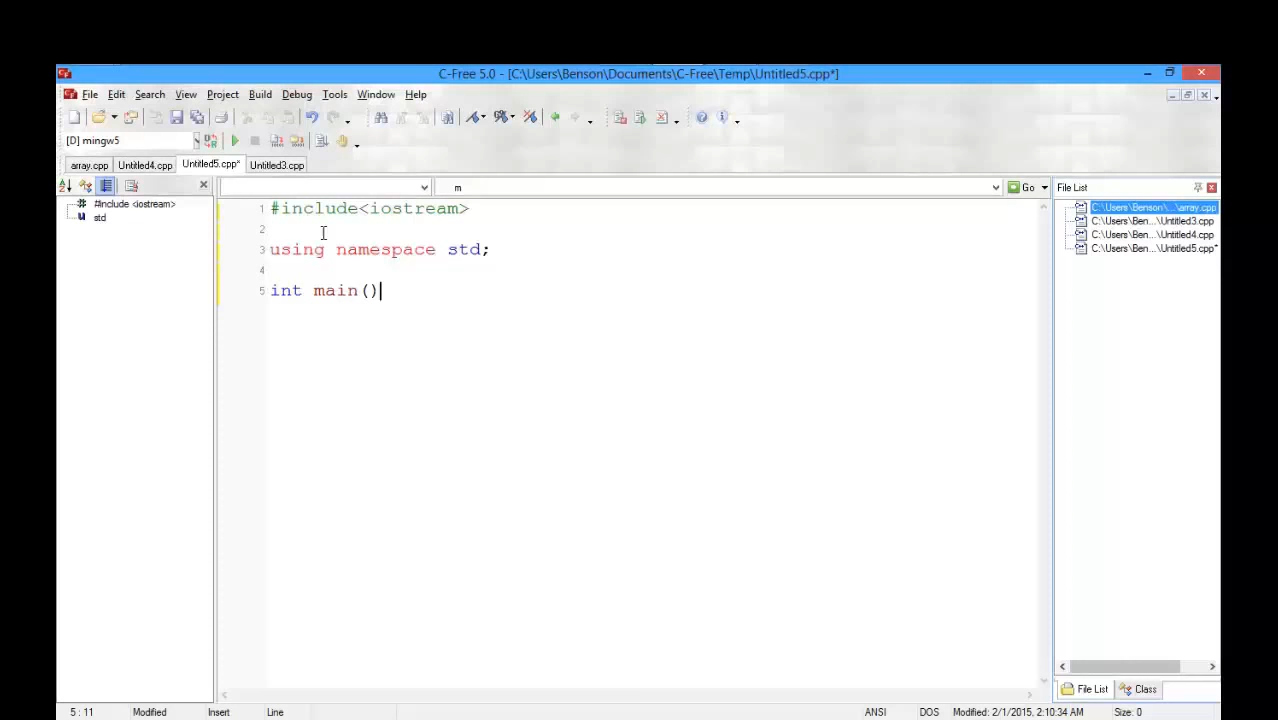 C-Free 5.0 - [C:\Users\Benson\Documents\C-Free\Temp\Untitled5.cpp*]
File Edit Search View Project Build Debug Tools Window Help
[D] mingw5
array.cpp Untitled4.cpp Untitled5.cpp* Untitled3.cpp
m Go File List
#include <iostream>
std
1 #include<iostream>
2
3 using namespace std;
4
5 int main()
C:\Users\Benson\...\array.cpp
C:\Users\Ben...\Untitled3.cpp
C:\Users\Ben...\Untitled4.cpp
C:\Users\Ben...\Untitled5.cpp*
File List Class
5 : 11 Modified Insert Line ANSI DOS Modified: 2/1/2015, 2:10:34 AM Size: 0